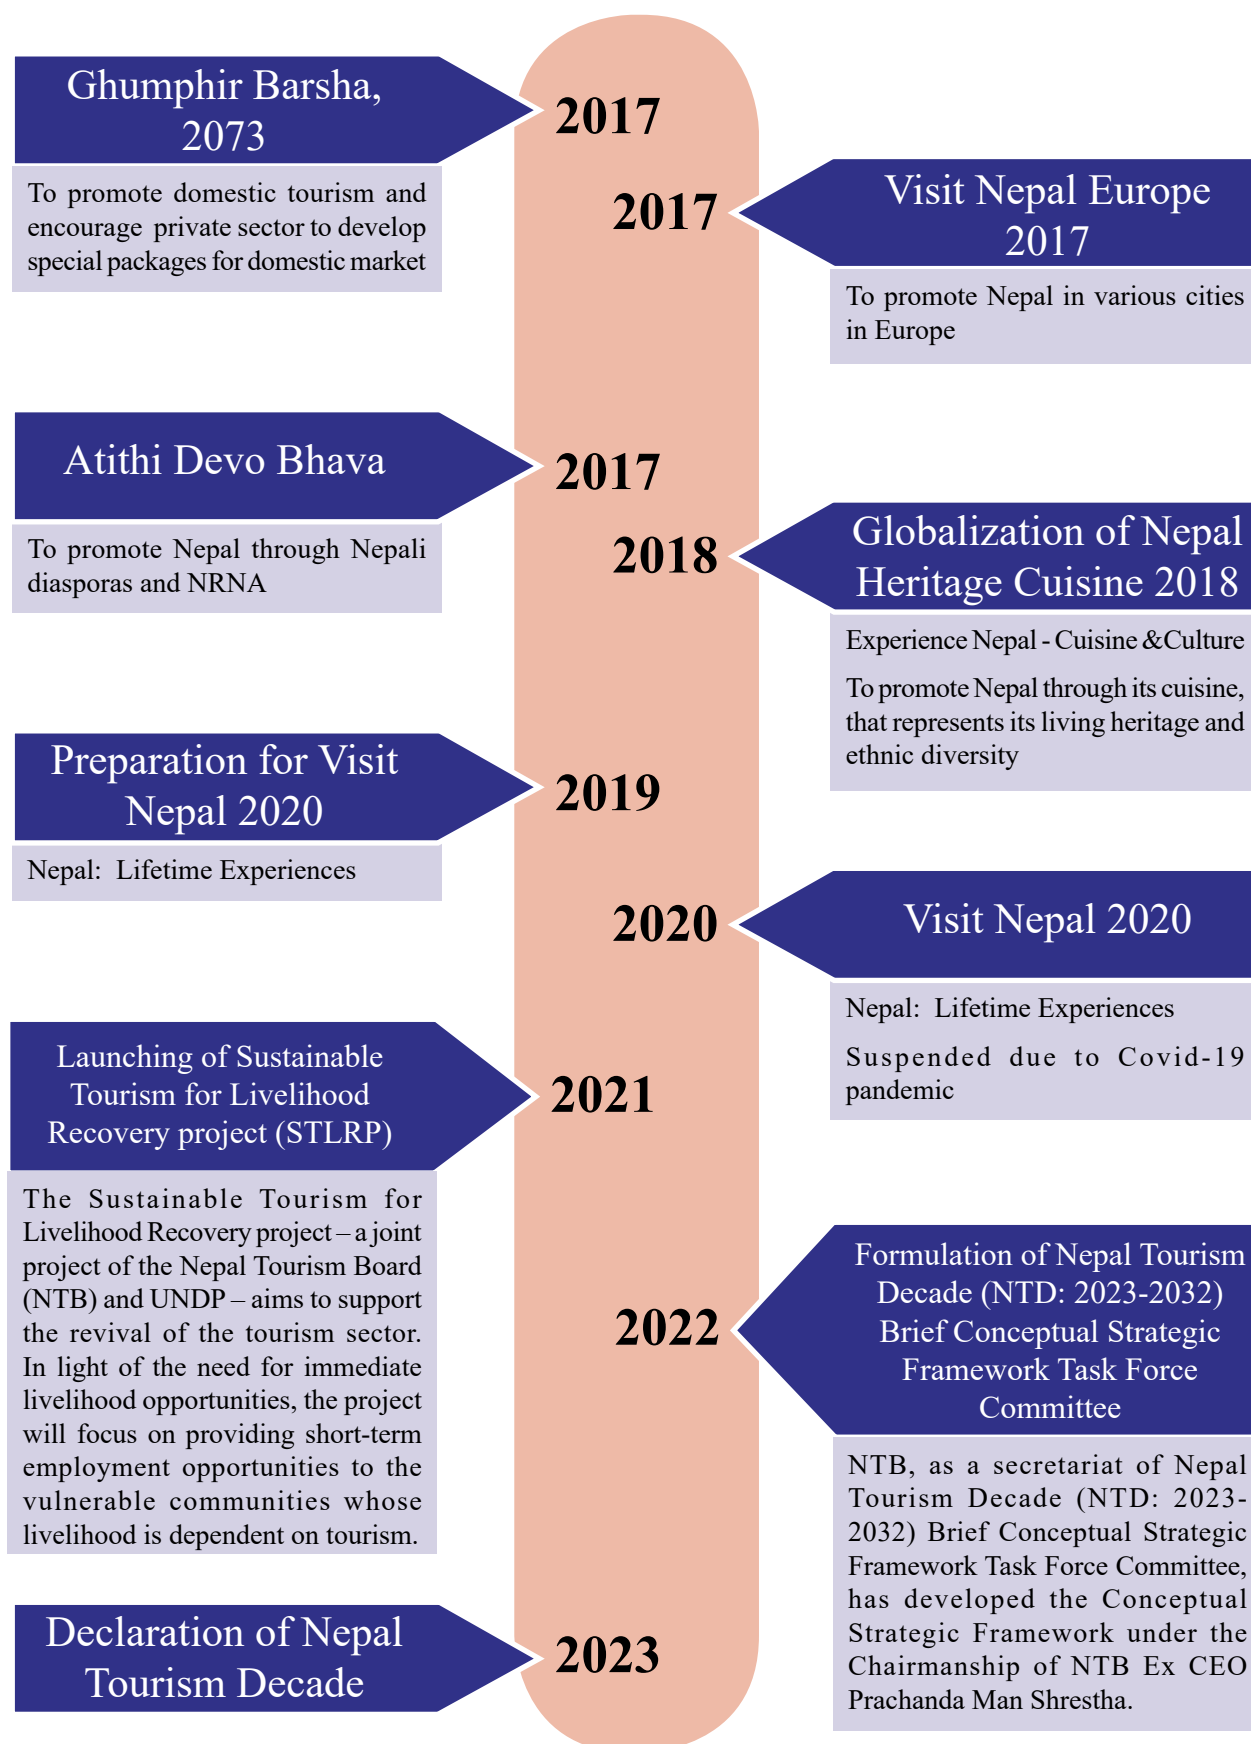 Ghumphir Barsha,
2073
2017
To promote domestic tourism and
encourage private sector to develop
special packages for domestic market
2017
Visit Nepal Europe
2017
To promote Nepal in various cities
in Europe
Atithi Devo Bhava
2017
To promote Nepal through Nepali
diasporas and NRNA
2018
Globalization of Nepal
Heritage Cuisine 2018
Experience Nepal - Cuisine &Culture
To promote Nepal through its cuisine,
that represents its living heritage and
ethnic diversity
Preparation for Visit
Nepal 2020
2019
Nepal: Lifetime Experiences
2020
Visit Nepal 2020
Nepal: Lifetime Experiences
Suspended due to Covid-19
pandemic
Launching of Sustainable
Tourism for Livelihood
Recovery project (STLRP)
2021
The Sustainable Tourism for
Livelihood Recovery project – a joint
project of the Nepal Tourism Board
(NTB) and UNDP – aims to support
the revival of the tourism sector.
In light of the need for immediate
livelihood opportunities, the project
will focus on providing short-term
employment opportunities to the
vulnerable communities whose
livelihood is dependent on tourism.
2022
Formulation of Nepal Tourism
Decade (NTD: 2023-2032)
Brief Conceptual Strategic
Framework Task Force
Committee
NTB, as a secretariat of Nepal
Tourism Decade (NTD: 2023-
2032) Brief Conceptual Strategic
Framework Task Force Committee,
has developed the Conceptual
Strategic Framework under the
Chairmanship of NTB Ex CEO
Prachanda Man Shrestha.
Declaration of Nepal
Tourism Decade
2023